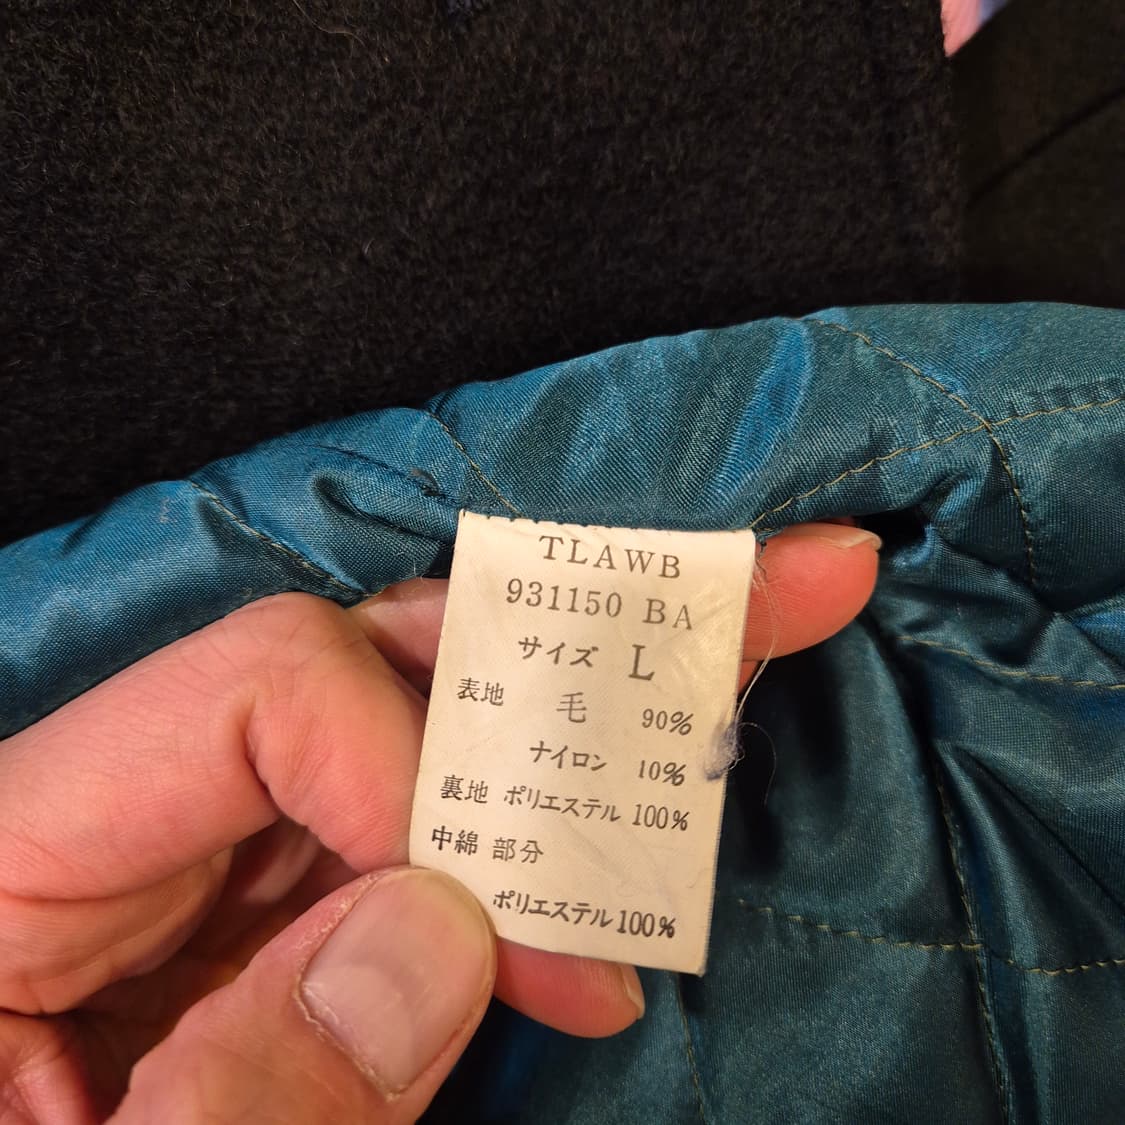 TLAWB
931150 BA
サイズ L
表地 毛 90%
ナイロン 10%
裏地 ポリエステル 100%
中綿 部分
ポリエステル 100%